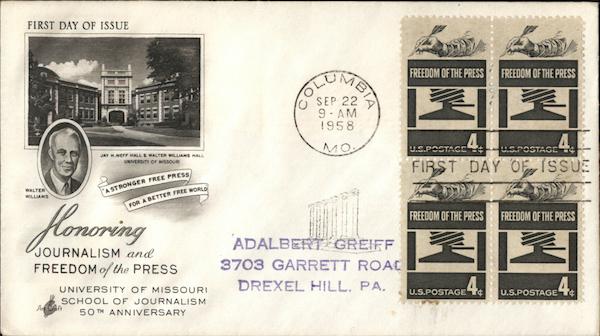 FIRST DAY OF ISSUE
JAY H. NEFF HALL & WALTER WILLIAMS HALL
UNIVERSITY OF MISSOURI
WALTER
WILLIAMS
"A STRONGER FREE PRESS
FOR A BETTER FREE WORLD"
Honoring
JOURNALISM and
FREEDOM of the PRESS
UNIVERSITY OF MISSOURI
SCHOOL OF JOURNALISM
50TH ANNIVERSARY
Art Craft
COLUMBIA
SEP 22
9-AM
1958
MO.
ADALBERT GREIFF
3703 GARRETT ROAD
DREXEL HILL, PA.
FREEDOM OF THE PRESS
U.S. POSTAGE 4¢
FREEDOM OF THE PRESS
U.S. POSTAGE 4¢
FIRST DAY OF ISSUE
FREEDOM OF THE PRESS
U.S. POSTAGE 4¢
FREEDOM OF THE PRESS
U.S. POSTAGE 4¢